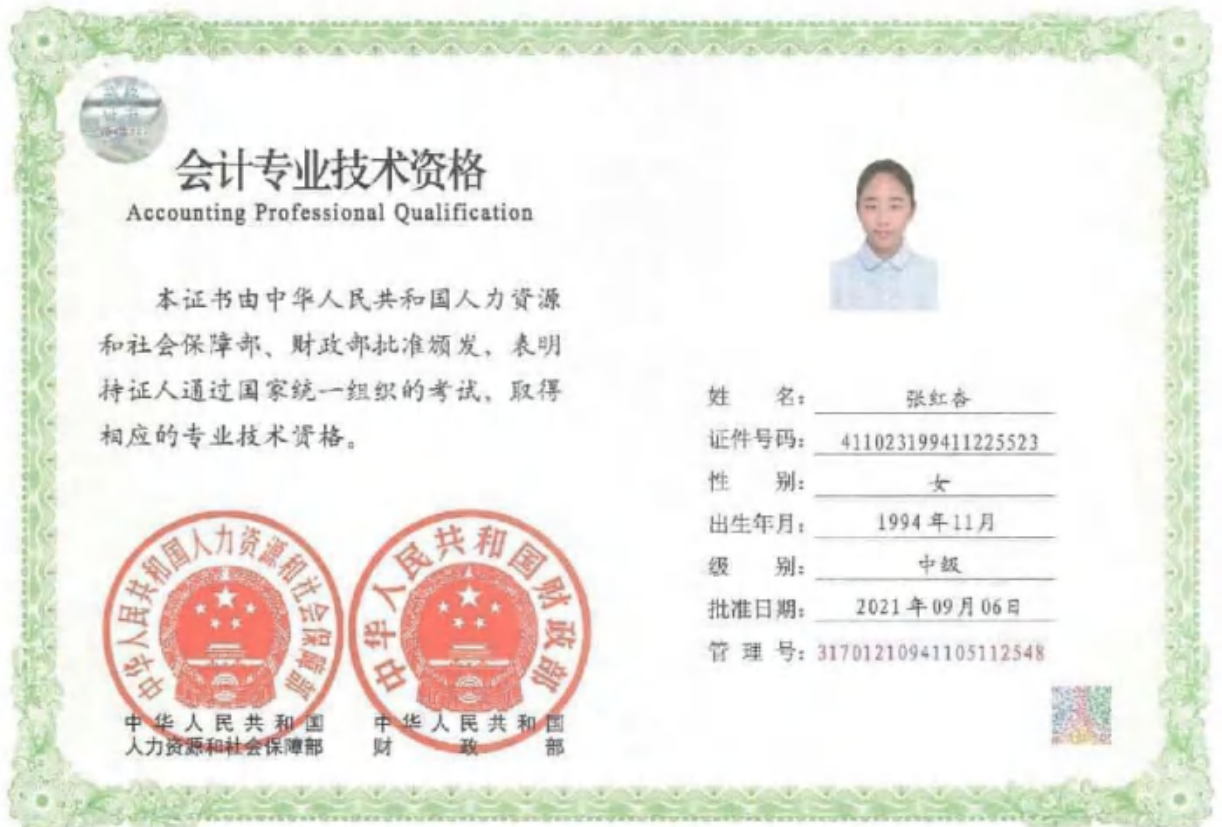 会计专业技术资格
Accounting Professional Qualification
本证书由中华人民共和国人力资源
和社会保障部、财政部批准颁发，表明
持证人通过国家统一组织的考试，取得
相应的专业技术资格。
中华人民共和国人力资源和社会保障部
中华人民共和国财政部
中华人民共和国
人力资源和社会保障部
中华人民共和国
财政部
姓名：张红杏
证件号码：411023199411225523
性别：女
出生年月：1994年11月
级别：中级
批准日期：2021年09月06日
管理号：31701210941105112548